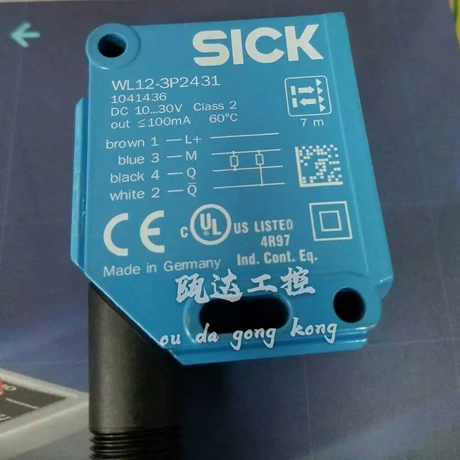 SICK
WL12-3P2431
1041436
DC 10...30V Class 2
out ≤100mA 60°C
7 m
brown 1 — L+
blue 3 — M
black 4 — Q
white 2 — Q̅
CE
C UL US LISTED
4R97
Ind. Cont. Eq.
Made in Germany
瓯达工控
ou da gong kong